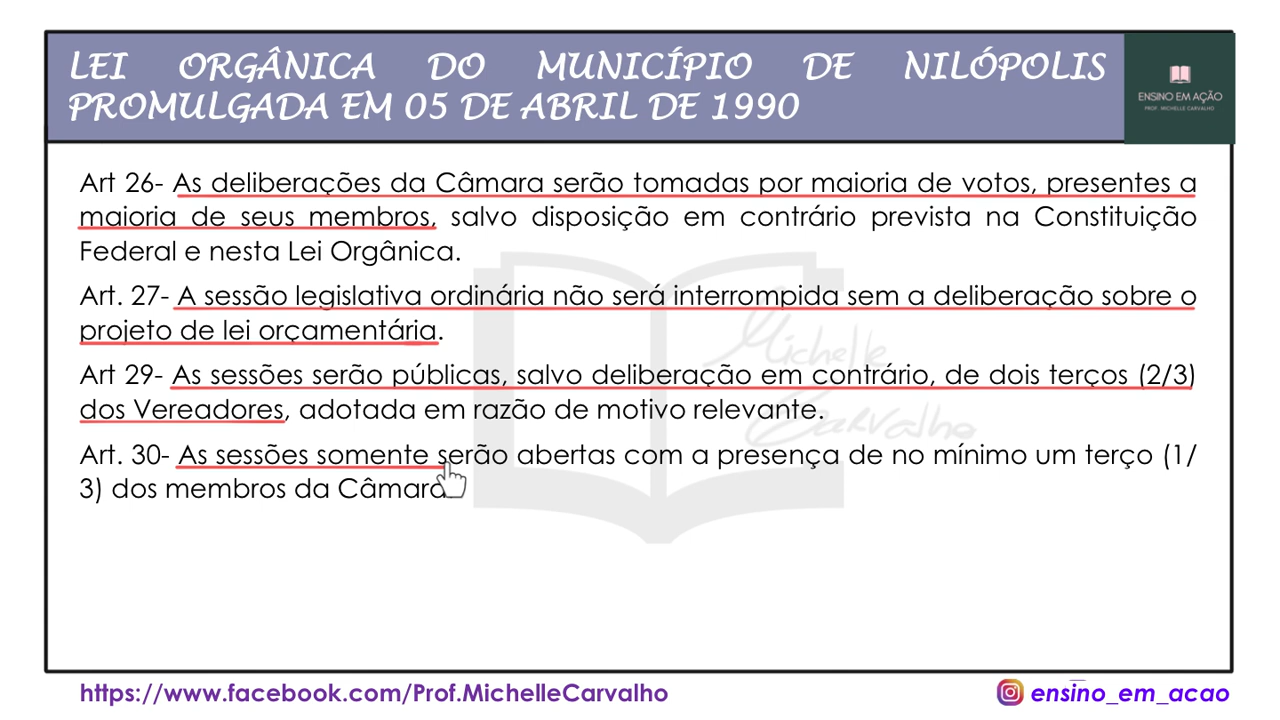 LEI ORGÂNICA DO MUNICÍPIO DE NILÓPOLIS
PROMULGADA EM 05 DE ABRIL DE 1990
ENSINO EM AÇÃO
PROF. MICHELLE CARVALHO
Art 26- As deliberações da Câmara serão tomadas por maioria de votos, presentes a
maioria de seus membros, salvo disposição em contrário prevista na Constituição
Federal e nesta Lei Orgânica.
Art. 27- A sessão legislativa ordinária não será interrompida sem a deliberação sobre o
projeto de lei orçamentária.
Art 29- As sessões serão públicas, salvo deliberação em contrário, de dois terços (2/3)
dos Vereadores, adotada em razão de motivo relevante.
Art. 30- As sessões somente serão abertas com a presença de no mínimo um terço (1/
3) dos membros da Câmara
Michelle
Carvalho
https://www.facebook.com/Prof.MichelleCarvalho
ensino_em_acao